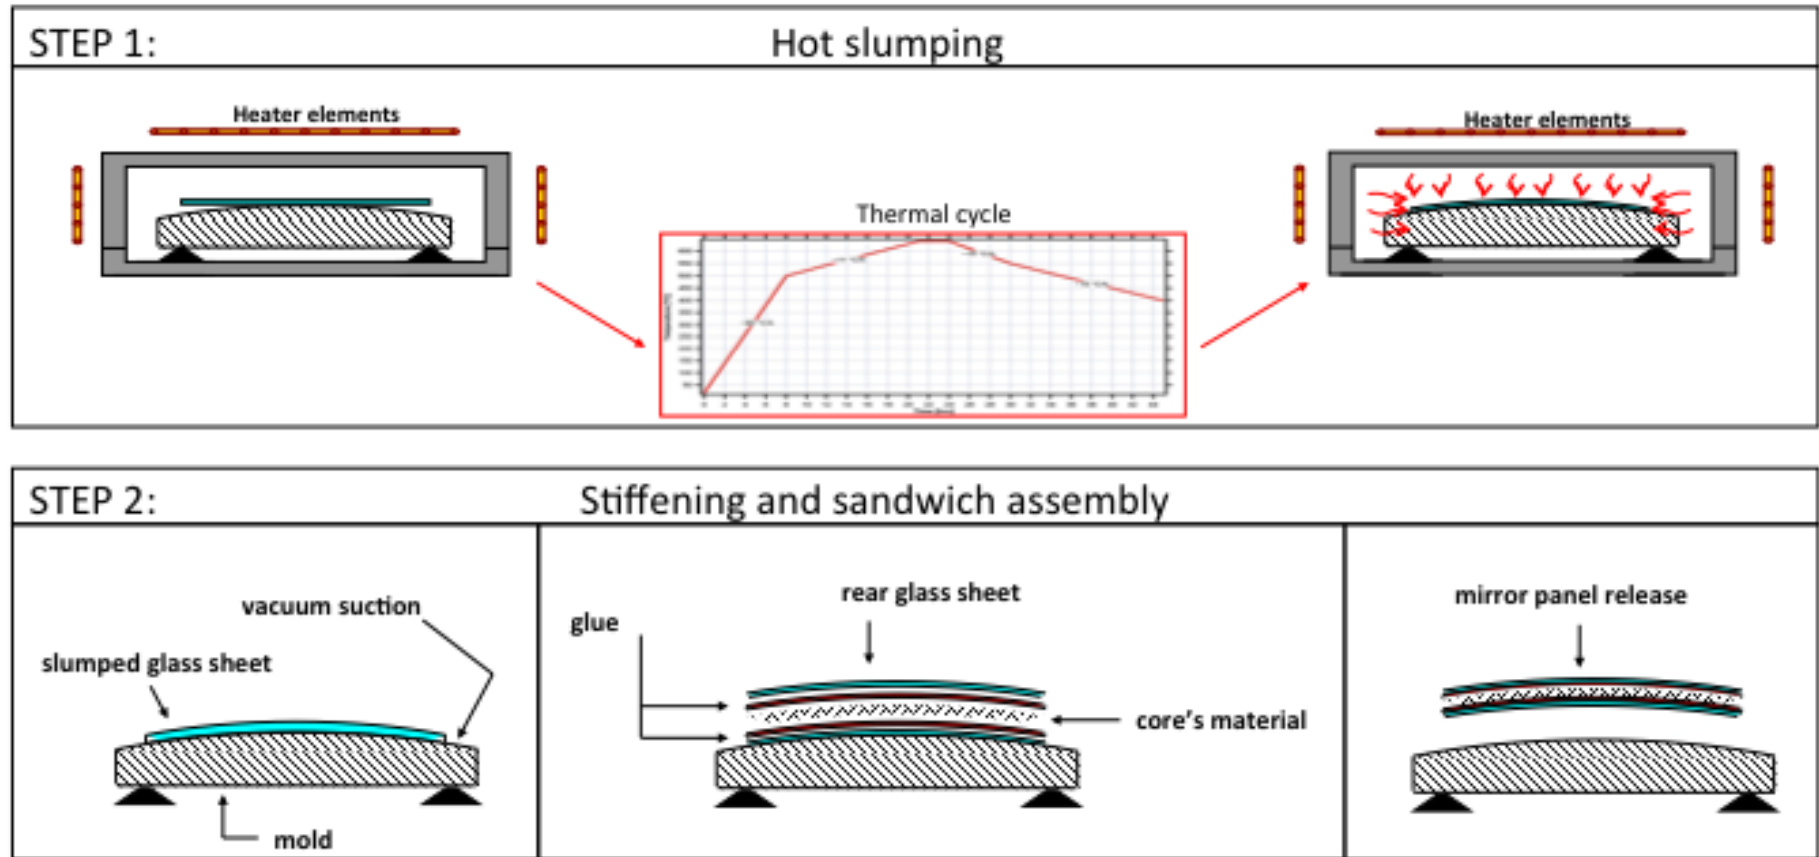 STEP 1:
Hot slumping
Heater elements
Heater elements
Thermal cycle
STEP 2:
Stiffening and sandwich assembly
vacuum suction
slumped glass sheet
mold
rear glass sheet
glue
core's material
mirror panel release